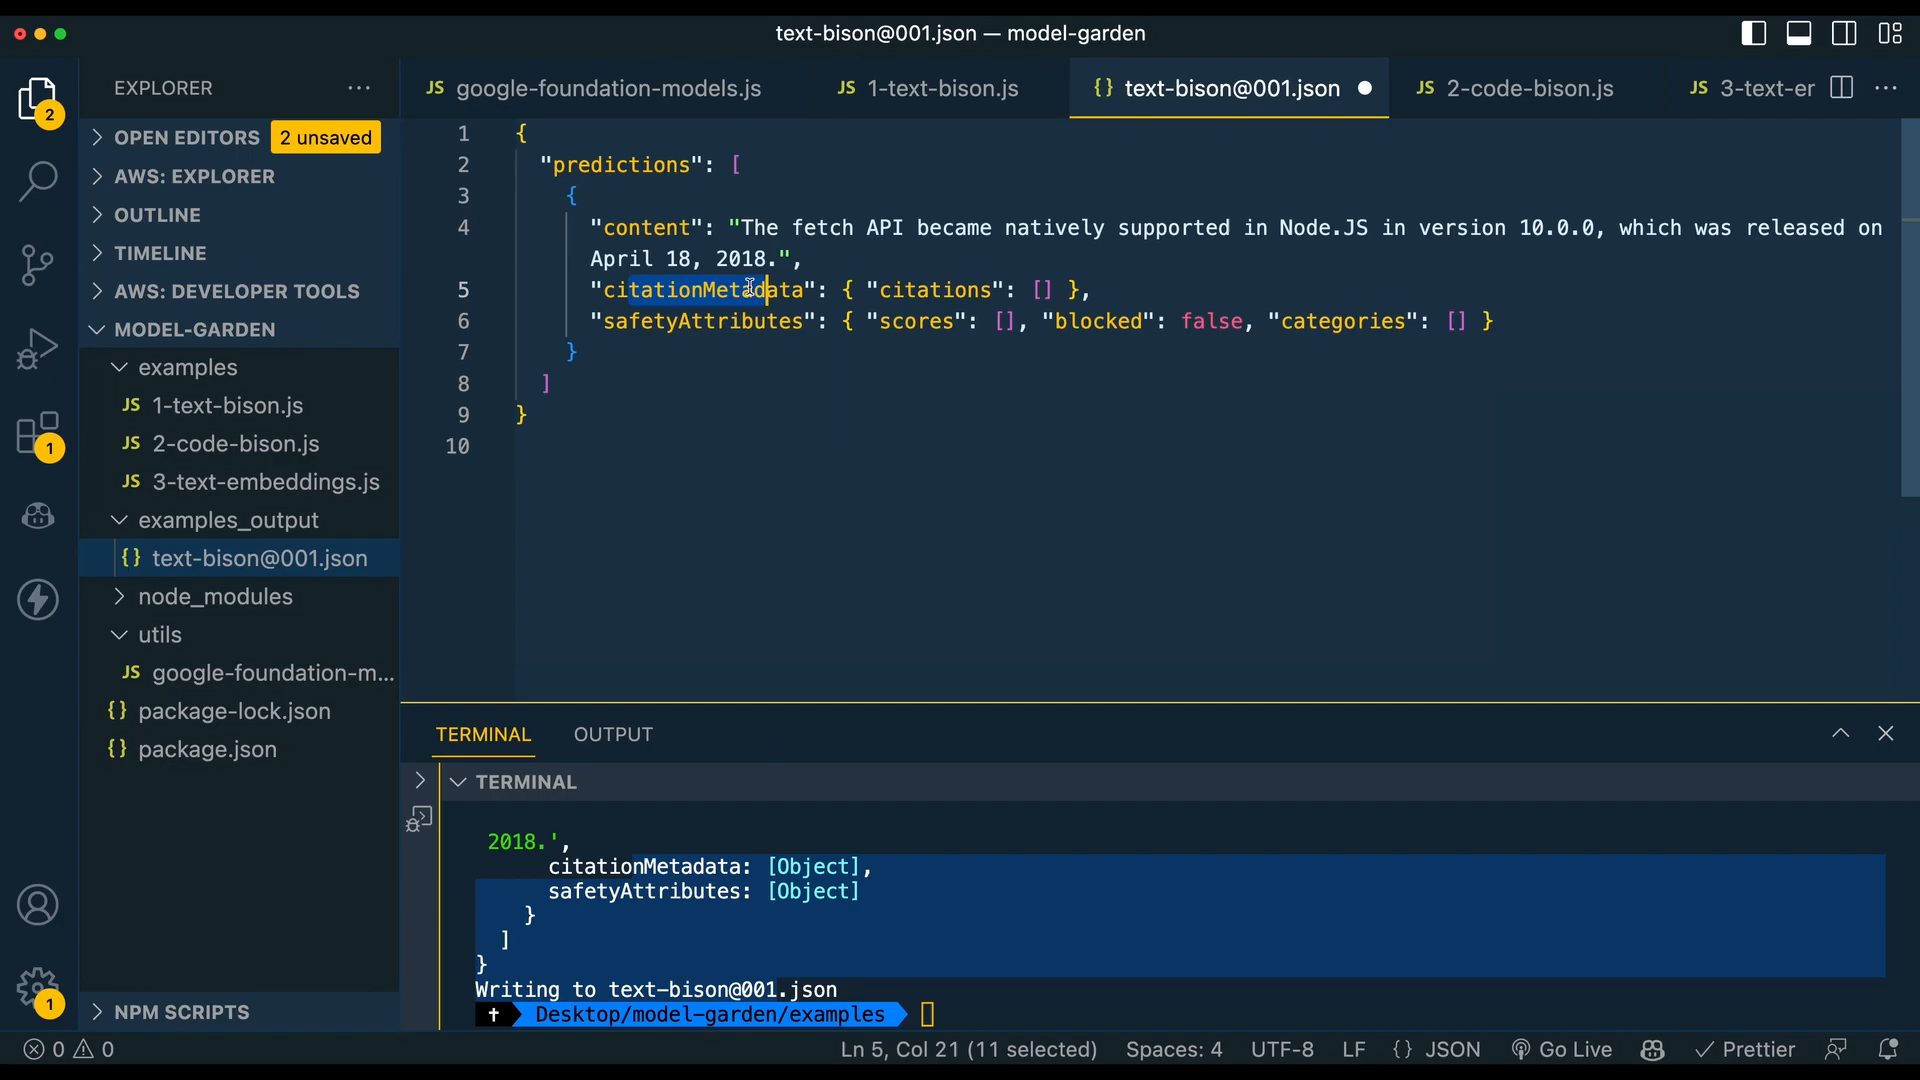 text-bison@001.json — model-garden
EXPLORER
2
OPEN EDITORS
2 unsaved
AWS: EXPLORER
OUTLINE
TIMELINE
AWS: DEVELOPER TOOLS
MODEL-GARDEN
examples
JS 1-text-bison.js
JS 2-code-bison.js
JS 3-text-embeddings.js
examples_output
{} text-bison@001.json
node_modules
utils
JS google-foundation-m...
{} package-lock.json
{} package.json
NPM SCRIPTS
1
1
JS google-foundation-models.js
JS 1-text-bison.js
{} text-bison@001.json
JS 2-code-bison.js
JS 3-text-er
1 {
2 "predictions": [
3 {
4 "content": "The fetch API became natively supported in Node.JS in version 10.0.0, which was released on
April 18, 2018.",
5 "citationMetadata": { "citations": [] },
6 "safetyAttributes": { "scores": [], "blocked": false, "categories": [] }
7 }
8 ]
9 }
10
TERMINAL
OUTPUT
TERMINAL
2018.',
citationMetadata: [Object],
safetyAttributes: [Object]
}
]
}
Writing to text-bison@001.json
Desktop/model-garden/examples
0 0
Ln 5, Col 21 (11 selected)
Spaces: 4
UTF-8
LF
{} JSON
Go Live
Prettier